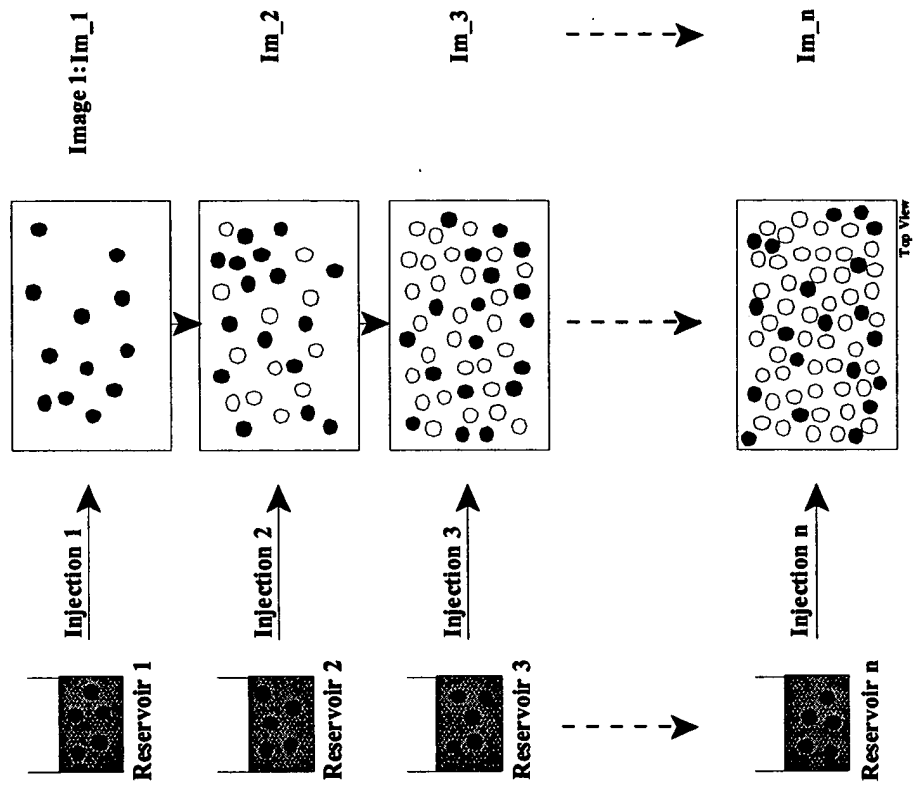 Image 1: Im_1
Im_2
Im_3
Im_n
Top View
Injection 1
Injection 2
Injection 3
Injection n
Reservoir 1
Reservoir 2
Reservoir 3
Reservoir n